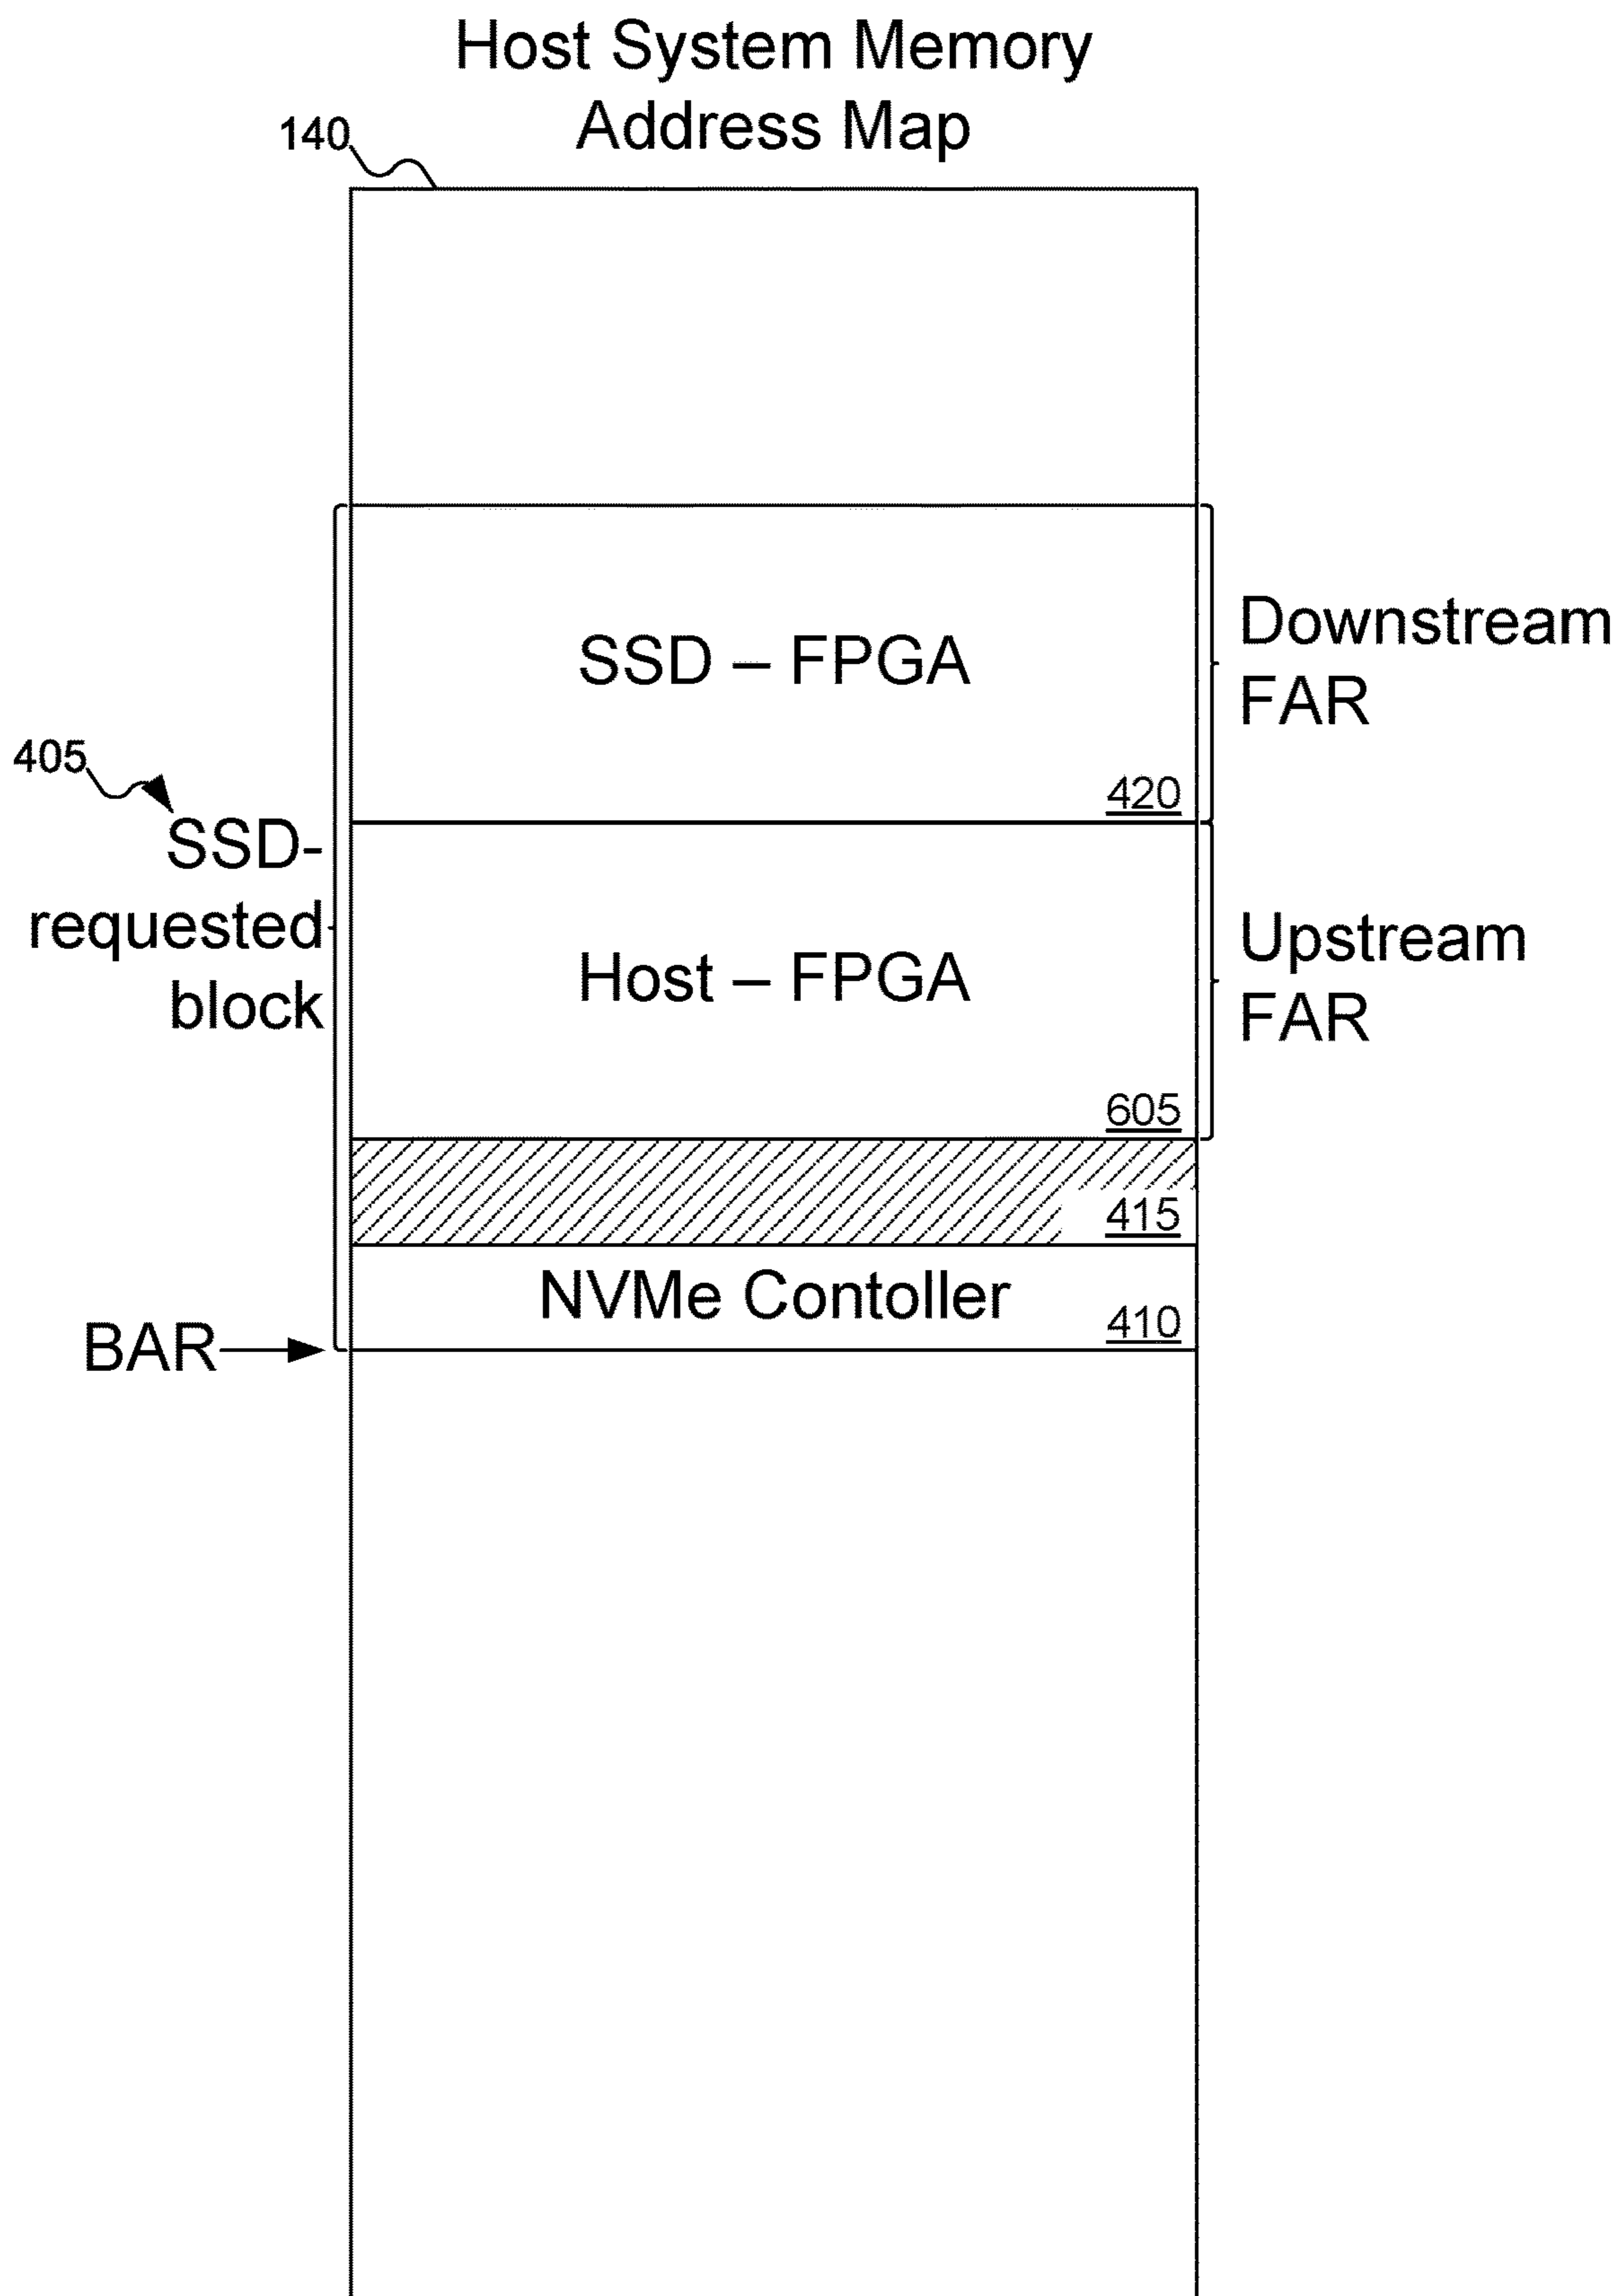 Host System Memory
Address Map
140
SSD – FPGA
Downstream
FAR
420
405
SSD-
requested
block
Host – FPGA
Upstream
FAR
605
415
NVMe Contoller
410
BAR